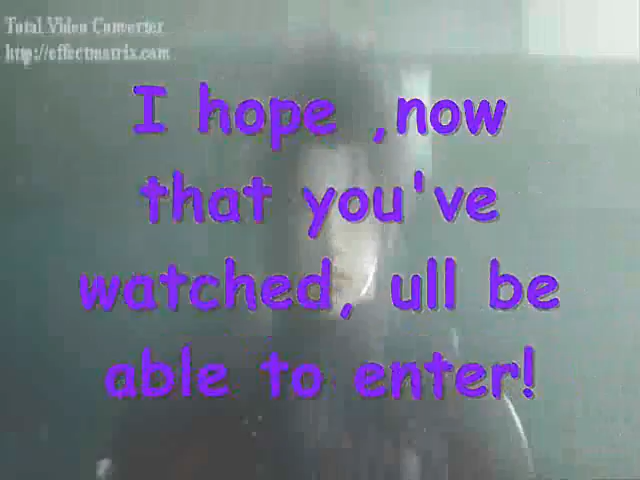 Total Video Converter
http://effectmatrix.com
I hope ,now
that you've
watched, ull be
able to enter!